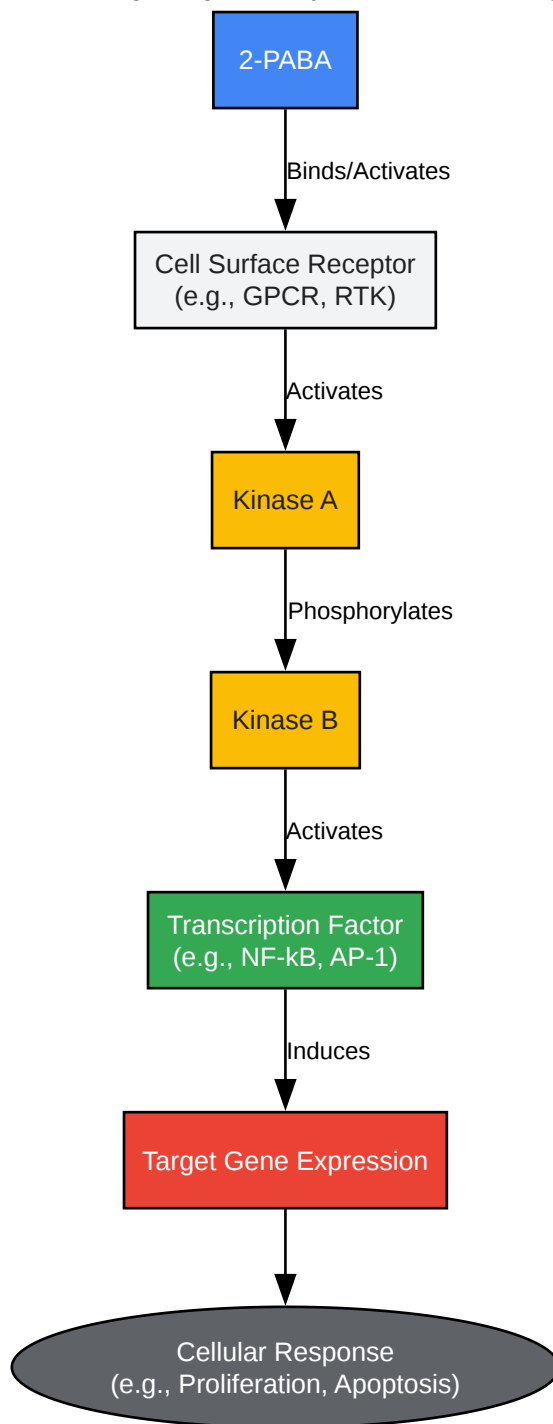 2-PABA
Binds/Activates
Cell Surface Receptor
(e.g., GPCR, RTK)
Activates
Kinase A
Phosphorylates
Kinase B
Activates
Transcription Factor
(e.g., NF-kB, AP-1)
Induces
Target Gene Expression
Cellular Response
(e.g., Proliferation, Apoptosis)